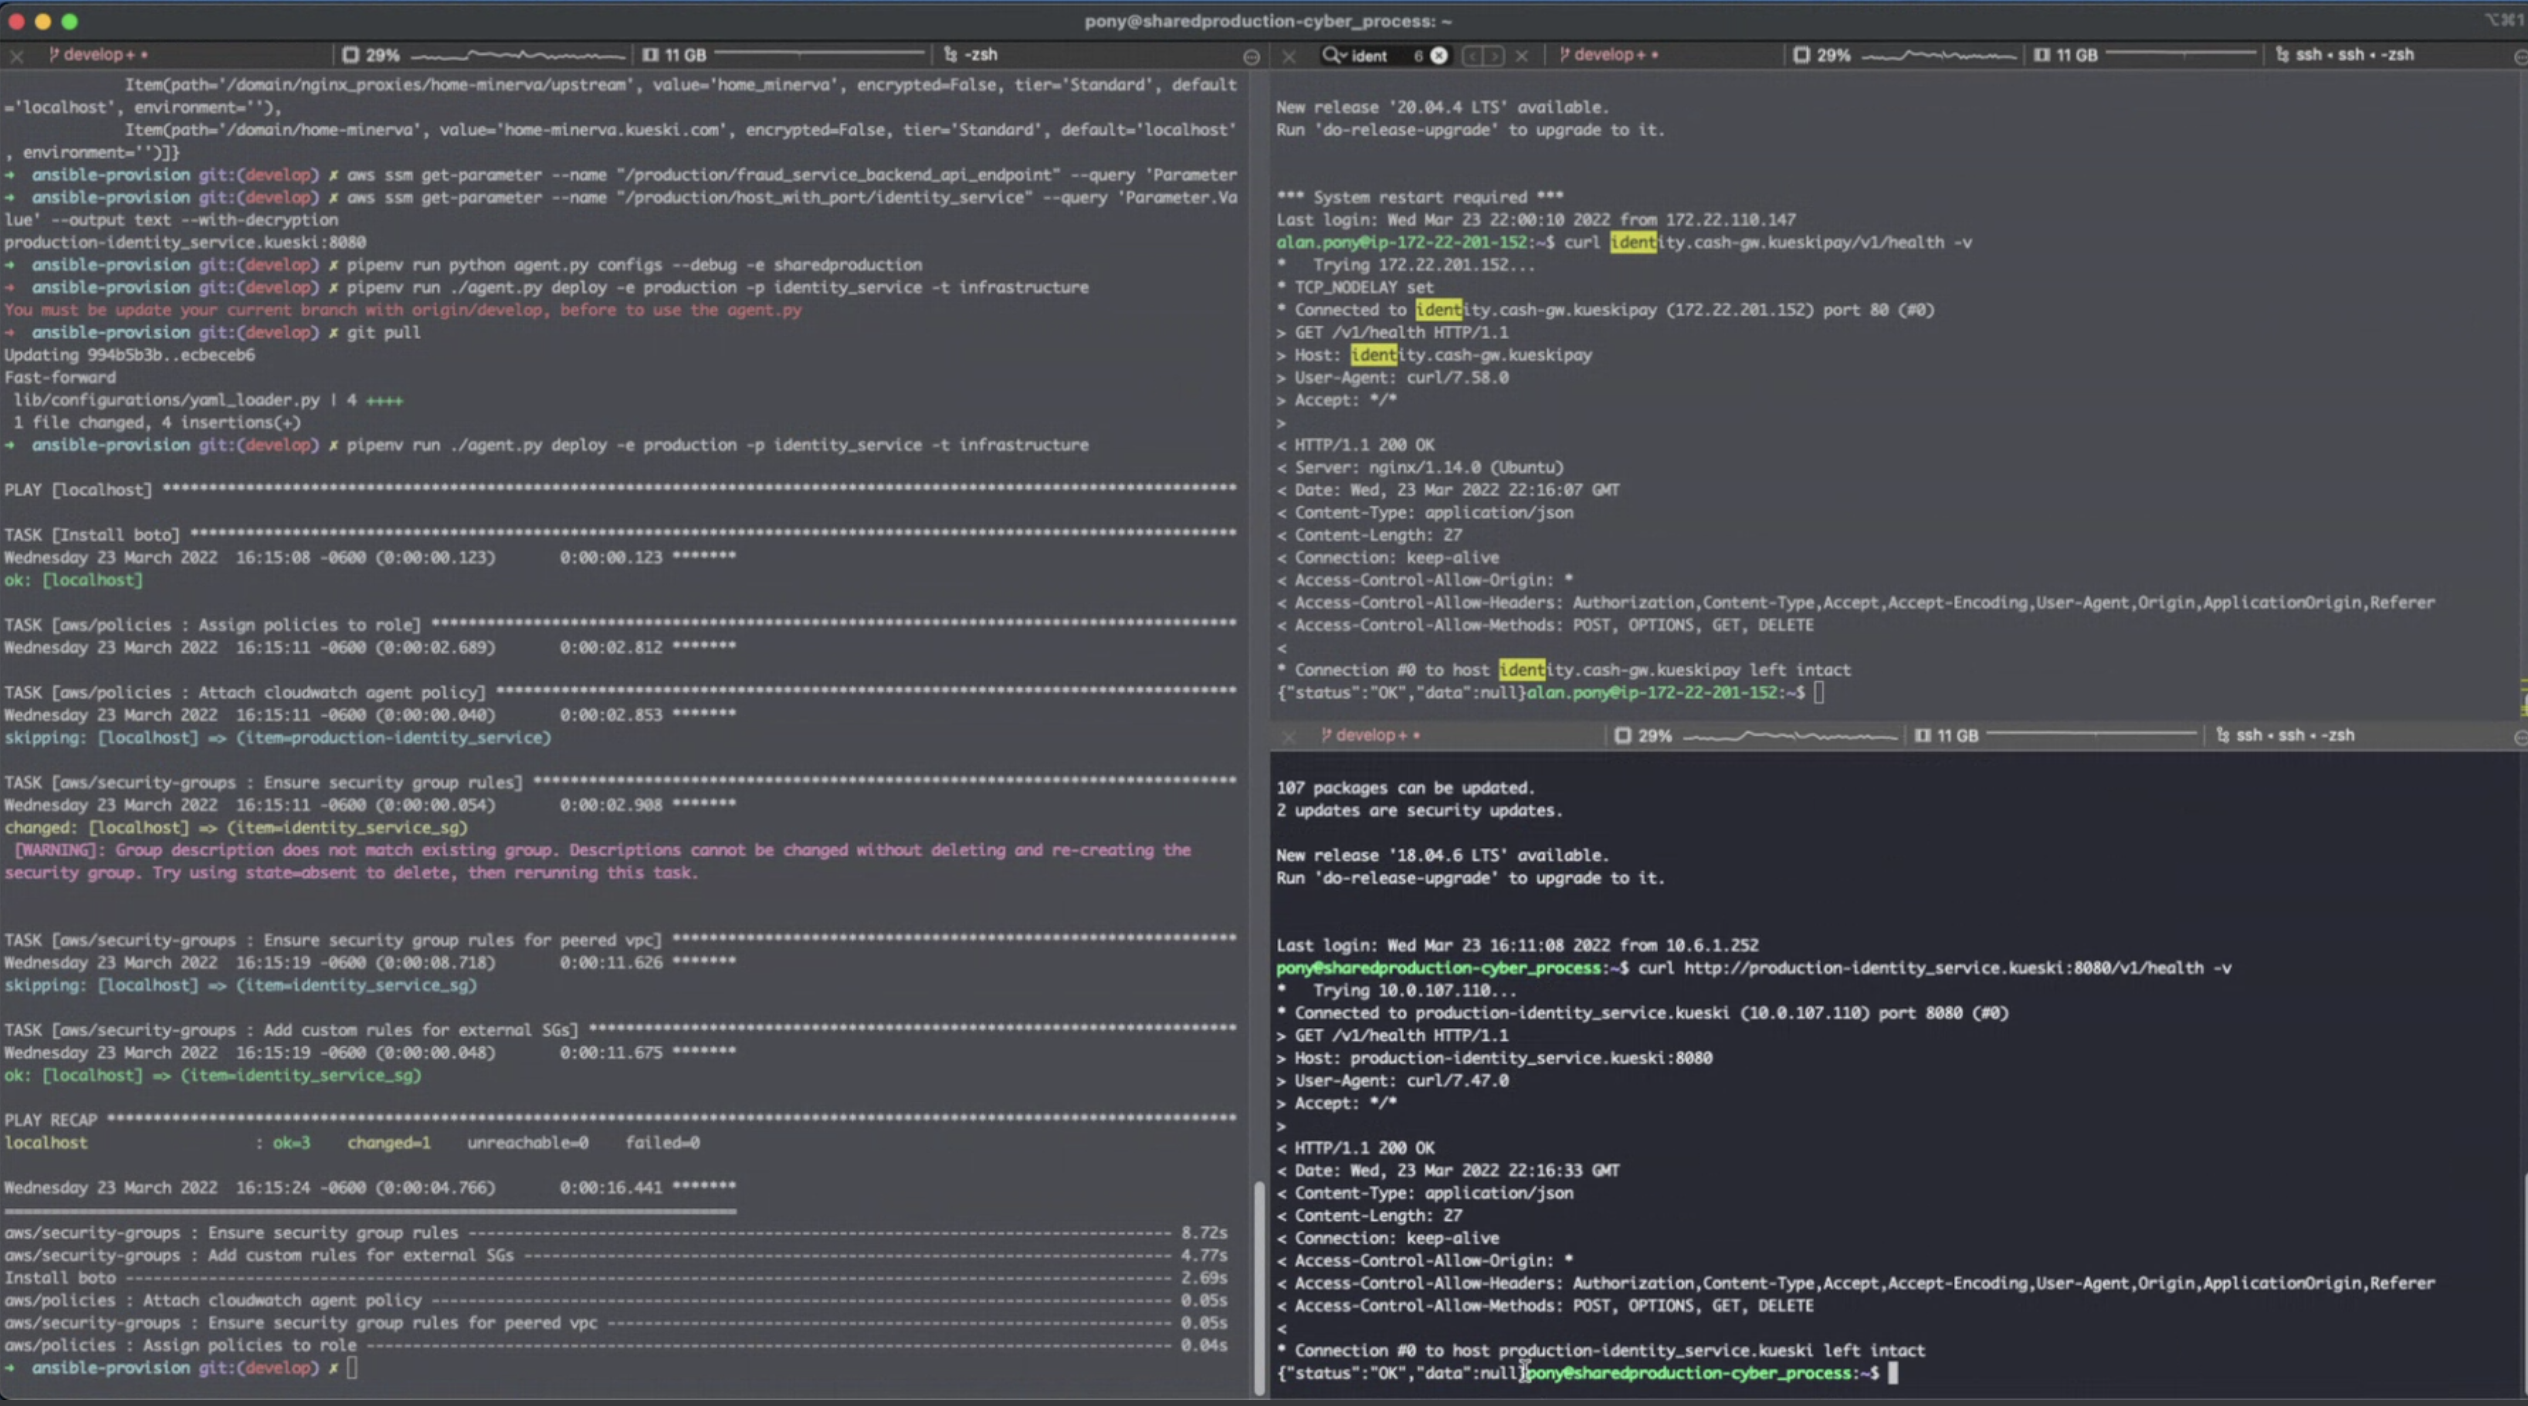 pony@sharedproduction-cyber_process: ~
⌥⌘1
develop+ •
29%
11 GB
-zsh
Item(path='/domain/nginx_proxies/home-minerva/upstream', value='home_minerva', encrypted=False, tier='Standard', default
='localhost', environment=''),
Item(path='/domain/home-minerva', value='home-minerva.kueski.com', encrypted=False, tier='Standard', default='localhost'
, environment='')]}
→ ansible-provision git:(develop) ✗ aws ssm get-parameter --name "/production/fraud_service_backend_api_endpoint" --query 'Parameter
→ ansible-provision git:(develop) ✗ aws ssm get-parameter --name "/production/host_with_port/identity_service" --query 'Parameter.Va
lue' --output text --with-decryption
production-identity_service.kueski:8080
→ ansible-provision git:(develop) ✗ pipenv run python agent.py configs --debug -e sharedproduction
→ ansible-provision git:(develop) ✗ pipenv run ./agent.py deploy -e production -p identity_service -t infrastructure
You must be update your current branch with origin/develop, before to use the agent.py
→ ansible-provision git:(develop) ✗ git pull
Updating 994b5b3b..ecbeceb6
Fast-forward
lib/configurations/yaml_loader.py | 4 ++++
1 file changed, 4 insertions(+)
→ ansible-provision git:(develop) ✗ pipenv run ./agent.py deploy -e production -p identity_service -t infrastructure
PLAY [localhost] ********************************************************************************************************************
TASK [Install boto] *****************************************************************************************************************
Wednesday 23 March 2022 16:15:08 -0600 (0:00:00.123) 0:00:00.123 *******
ok: [localhost]
TASK [aws/policies : Assign policies to role] ***************************************************************************************
Wednesday 23 March 2022 16:15:11 -0600 (0:00:02.689) 0:00:02.812 *******
TASK [aws/policies : Attach cloudwatch agent policy] ********************************************************************************
Wednesday 23 March 2022 16:15:11 -0600 (0:00:00.040) 0:00:02.853 *******
skipping: [localhost] => (item=production-identity_service)
TASK [aws/security-groups : Ensure security group rules] ****************************************************************************
Wednesday 23 March 2022 16:15:11 -0600 (0:00:00.054) 0:00:02.908 *******
changed: [localhost] => (item=identity_service_sg)
[WARNING]: Group description does not match existing group. Descriptions cannot be changed without deleting and re-creating the
security group. Try using state=absent to delete, then rerunning this task.
TASK [aws/security-groups : Ensure security group rules for peered vpc] *************************************************************
Wednesday 23 March 2022 16:15:19 -0600 (0:00:08.718) 0:00:11.626 *******
skipping: [localhost] => (item=identity_service_sg)
TASK [aws/security-groups : Add custom rules for external SGs] **********************************************************************
Wednesday 23 March 2022 16:15:19 -0600 (0:00:00.048) 0:00:11.675 *******
ok: [localhost] => (item=identity_service_sg)
PLAY RECAP **************************************************************************************************************************
localhost : ok=3 changed=1 unreachable=0 failed=0
Wednesday 23 March 2022 16:15:24 -0600 (0:00:04.766) 0:00:16.441 *******
===============================================================================
aws/security-groups : Ensure security group rules ---------------------------------------------------------------------------- 8.72s
aws/security-groups : Add custom rules for external SGs ---------------------------------------------------------------------- 4.77s
Install boto ----------------------------------------------------------------------------------------------------------------- 2.69s
aws/policies : Attach cloudwatch agent policy -------------------------------------------------------------------------------- 0.05s
aws/security-groups : Ensure security group rules for peered vpc ------------------------------------------------------------- 0.05s
aws/policies : Assign policies to role --------------------------------------------------------------------------------------- 0.04s
→ ansible-provision git:(develop) ✗
ident 6
develop+ •
29%
11 GB
ssh • ssh • -zsh
New release '20.04.4 LTS' available.
Run 'do-release-upgrade' to upgrade to it.
*** System restart required ***
Last login: Wed Mar 23 22:00:10 2022 from 172.22.110.147
alan.pony@ip-172-22-201-152:~$ curl identity.cash-gw.kueskipay/v1/health -v
* Trying 172.22.201.152...
* TCP_NODELAY set
* Connected to identity.cash-gw.kueskipay (172.22.201.152) port 80 (#0)
> GET /v1/health HTTP/1.1
> Host: identity.cash-gw.kueskipay
> User-Agent: curl/7.58.0
> Accept: */*
>
< HTTP/1.1 200 OK
< Server: nginx/1.14.0 (Ubuntu)
< Date: Wed, 23 Mar 2022 22:16:07 GMT
< Content-Type: application/json
< Content-Length: 27
< Connection: keep-alive
< Access-Control-Allow-Origin: *
< Access-Control-Allow-Headers: Authorization,Content-Type,Accept,Accept-Encoding,User-Agent,Origin,ApplicationOrigin,Referer
< Access-Control-Allow-Methods: POST, OPTIONS, GET, DELETE
<
* Connection #0 to host identity.cash-gw.kueskipay left intact
{"status":"OK","data":null}alan.pony@ip-172-22-201-152:~$
develop+ •
29%
11 GB
ssh • ssh • -zsh
107 packages can be updated.
2 updates are security updates.
New release '18.04.6 LTS' available.
Run 'do-release-upgrade' to upgrade to it.
Last login: Wed Mar 23 16:11:08 2022 from 10.6.1.252
pony@sharedproduction-cyber_process:~$ curl http://production-identity_service.kueski:8080/v1/health -v
* Trying 10.0.107.110...
* Connected to production-identity_service.kueski (10.0.107.110) port 8080 (#0)
> GET /v1/health HTTP/1.1
> Host: production-identity_service.kueski:8080
> User-Agent: curl/7.47.0
> Accept: */*
>
< HTTP/1.1 200 OK
< Date: Wed, 23 Mar 2022 22:16:33 GMT
< Content-Type: application/json
< Content-Length: 27
< Connection: keep-alive
< Access-Control-Allow-Origin: *
< Access-Control-Allow-Headers: Authorization,Content-Type,Accept,Accept-Encoding,User-Agent,Origin,ApplicationOrigin,Referer
< Access-Control-Allow-Methods: POST, OPTIONS, GET, DELETE
<
* Connection #0 to host production-identity_service.kueski left intact
{"status":"OK","data":null}pony@sharedproduction-cyber_process:~$